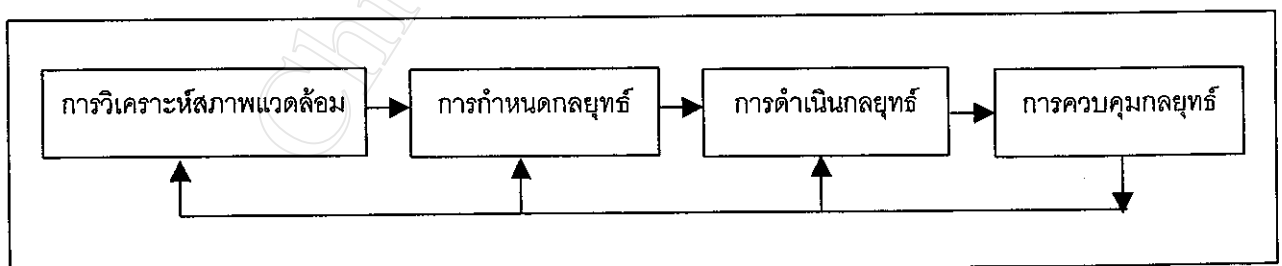 การวิเคราะห์สภาพแวดล้อม
การกำหนดกลยุทธ์
การดำเนินกลยุทธ์
การควบคุมกลยุทธ์
Chi